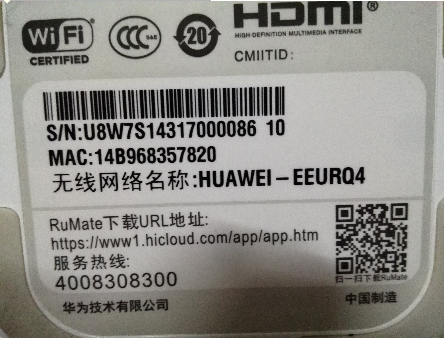 HDMI®
HIGH-DEFINITION MULTIMEDIA INTERFACE
Wi Fi
CERTIFIED
CCC S&E
20
CMIITID:
S/N:U8W7S14317000086 10
MAC:14B968357820
无线网络名称:HUAWEI-EEURQ4
RuMate下载URL地址:
https://www1.hicloud.com/app/app.htm
服务热线:
4008308300
扫一扫下载RuMate
华为技术有限公司
中国制造